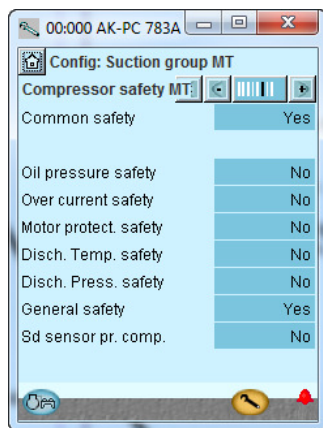 00:000 AK-PC 783A
Config: Suction group MT
Compressor safety MT
Common safety Yes
Oil pressure safety No
Over current safety No
Motor protect. safety No
Disch. Temp. safety No
Disch. Press. safety No
General safety Yes
Sd sensor pr. comp. No